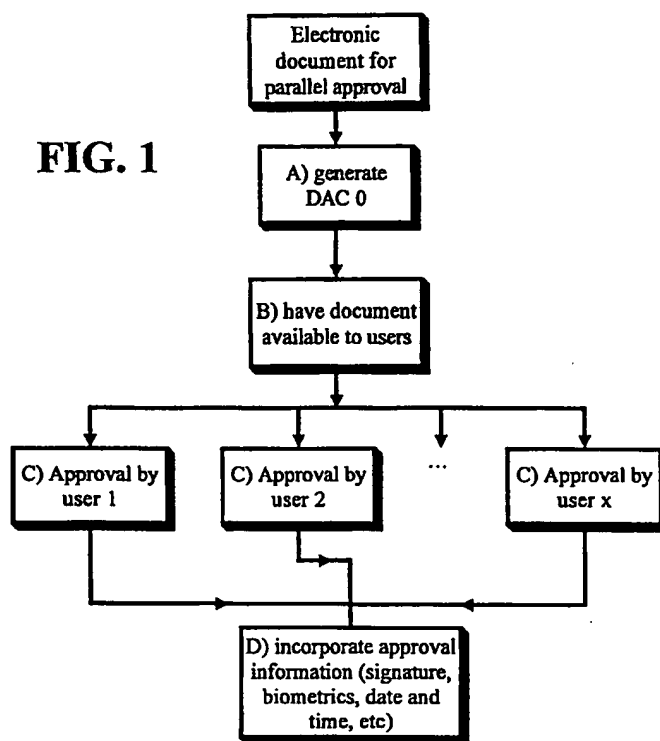 Electronic
document for
parallel approval
FIG. 1
A) generate
DAC 0
B) have document
available to users
C) Approval by
user 1
C) Approval by
user 2
...
C) Approval by
user x
D) incorporate approval
information (signature,
biometrics, date and
time, etc)